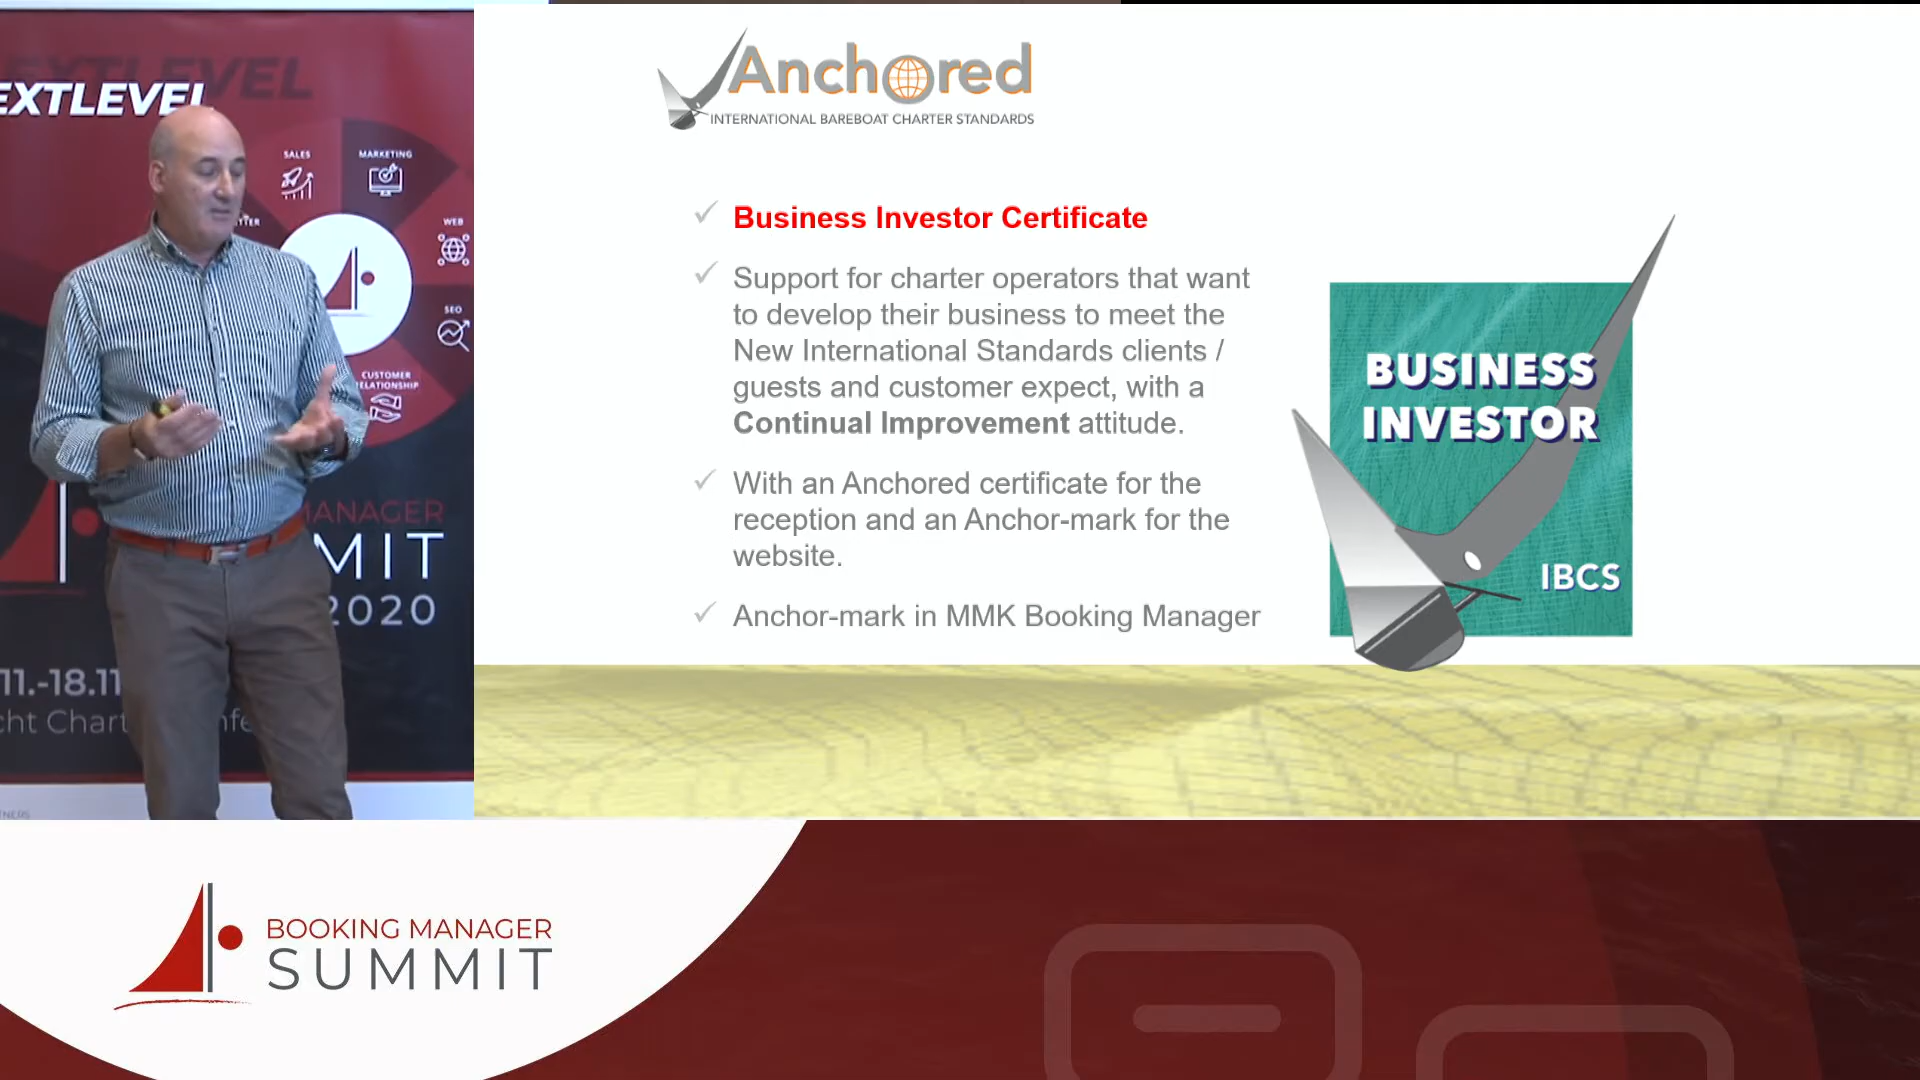 EXTLEVEL
SALES
MARKETING
WEB
SEO
CUSTOMER
RELATIONSHIP
MANAGER
MIT
2020
11.-18.11
Anchored
INTERNATIONAL BAREBOAT CHARTER STANDARDS
Business Investor Certificate
Support for charter operators that want
to develop their business to meet the
New International Standards clients /
guests and customer expect, with a
Continual Improvement attitude.
With an Anchored certificate for the
reception and an Anchor-mark for the
website.
Anchor-mark in MMK Booking Manager
BUSINESS
INVESTOR
IBCS
BOOKING MANAGER
SUMMIT